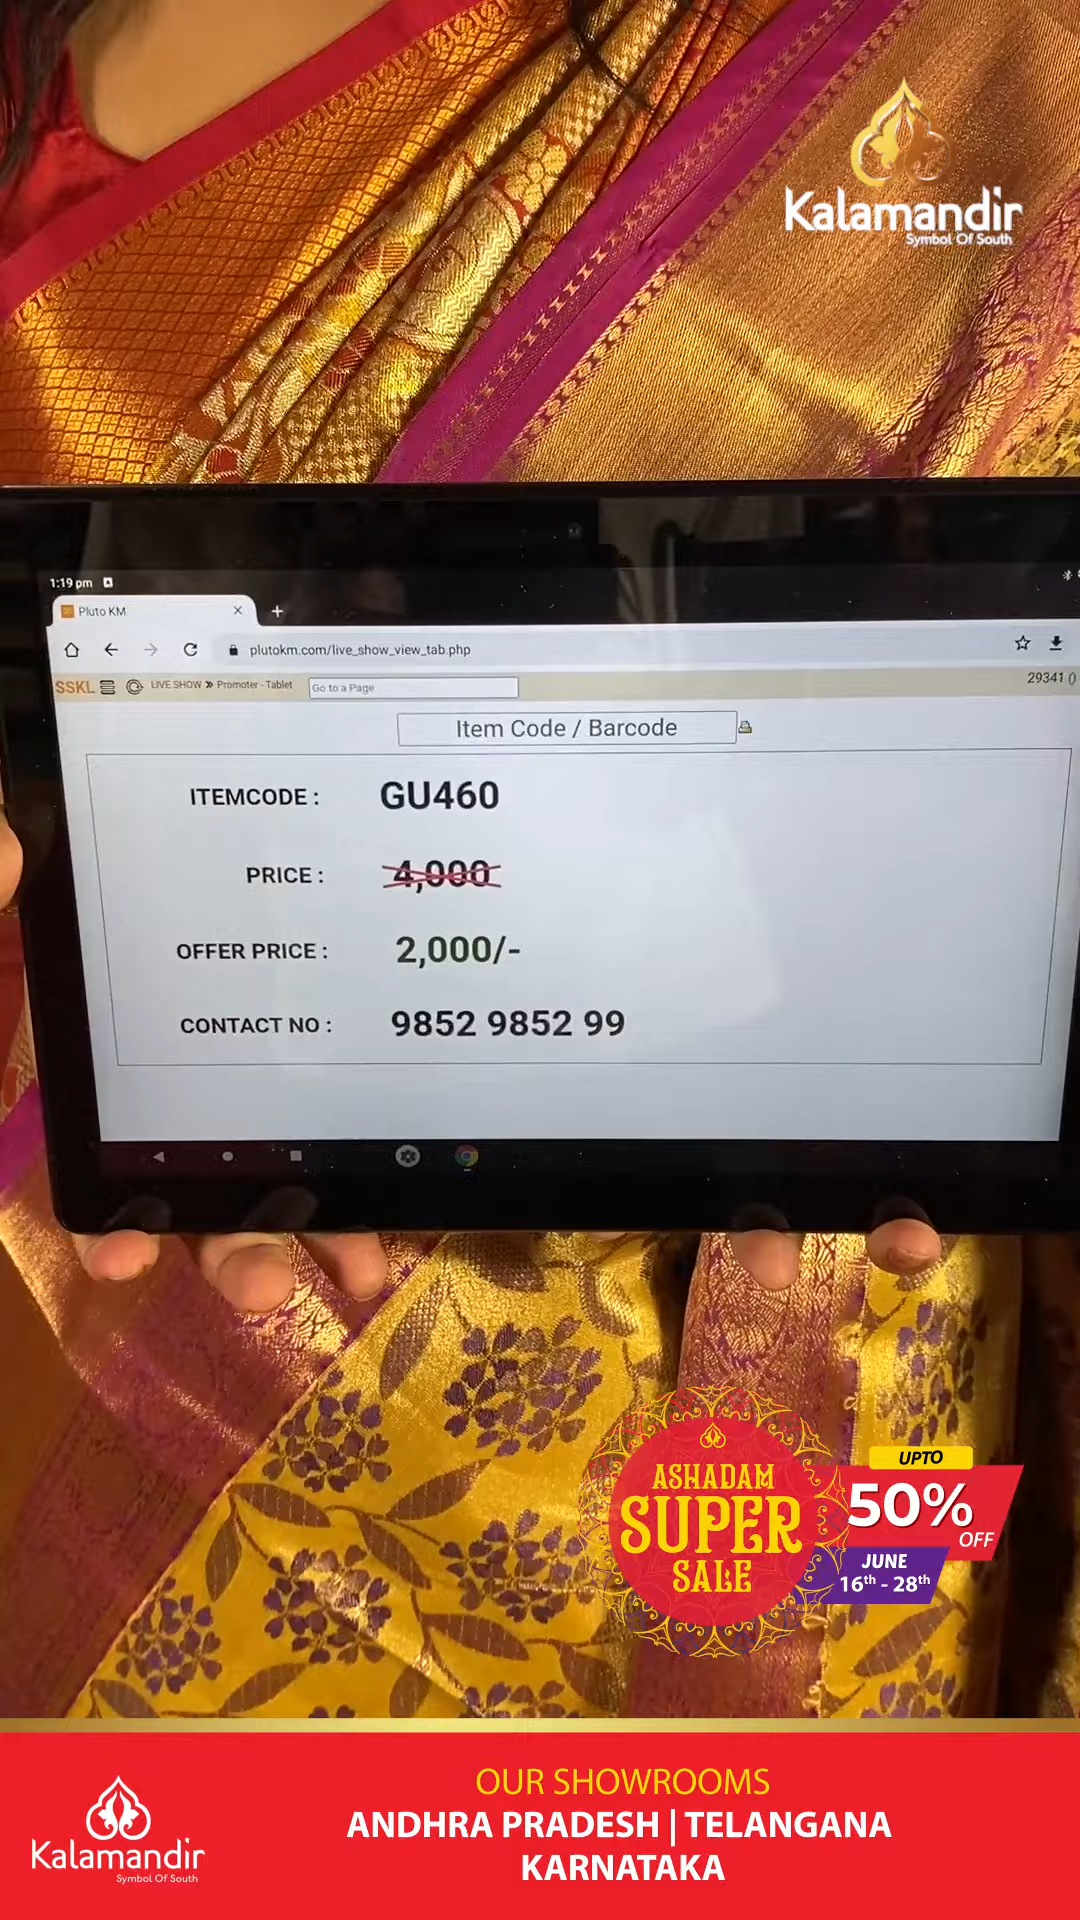 Kalamandir
Symbol Of South
1:19 pm
Pluto KM
plutokm.com/live_show_view_tab.php
SSKL LIVE SHOW » Promoter - Tablet Go to a Page 29341 ()
Item Code / Barcode
ITEMCODE : GU460
PRICE : 4,000
OFFER PRICE : 2,000/-
CONTACT NO : 9852 9852 99
ASHADAM
SUPER
SALE
UPTO
50%
OFF
JUNE
16th - 28th
OUR SHOWROOMS
ANDHRA PRADESH | TELANGANA
KARNATAKA
Kalamandir
Symbol Of South